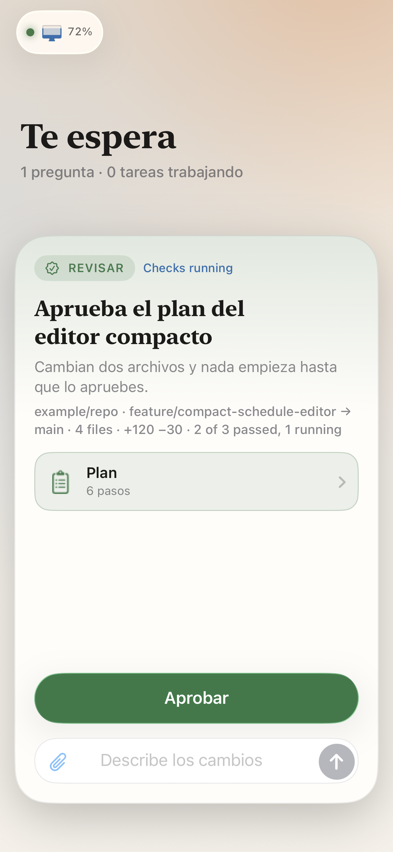 72%
Te espera
1 pregunta · 0 tareas trabajando
REVISAR Checks running
Aprueba el plan del
editor compacto
Cambian dos archivos y nada empieza hasta
que lo apruebes.
example/repo · feature/compact-schedule-editor →
main · 4 files · +120 −30 · 2 of 3 passed, 1 running
Plan
6 pasos
Aprobar
Describe los cambios